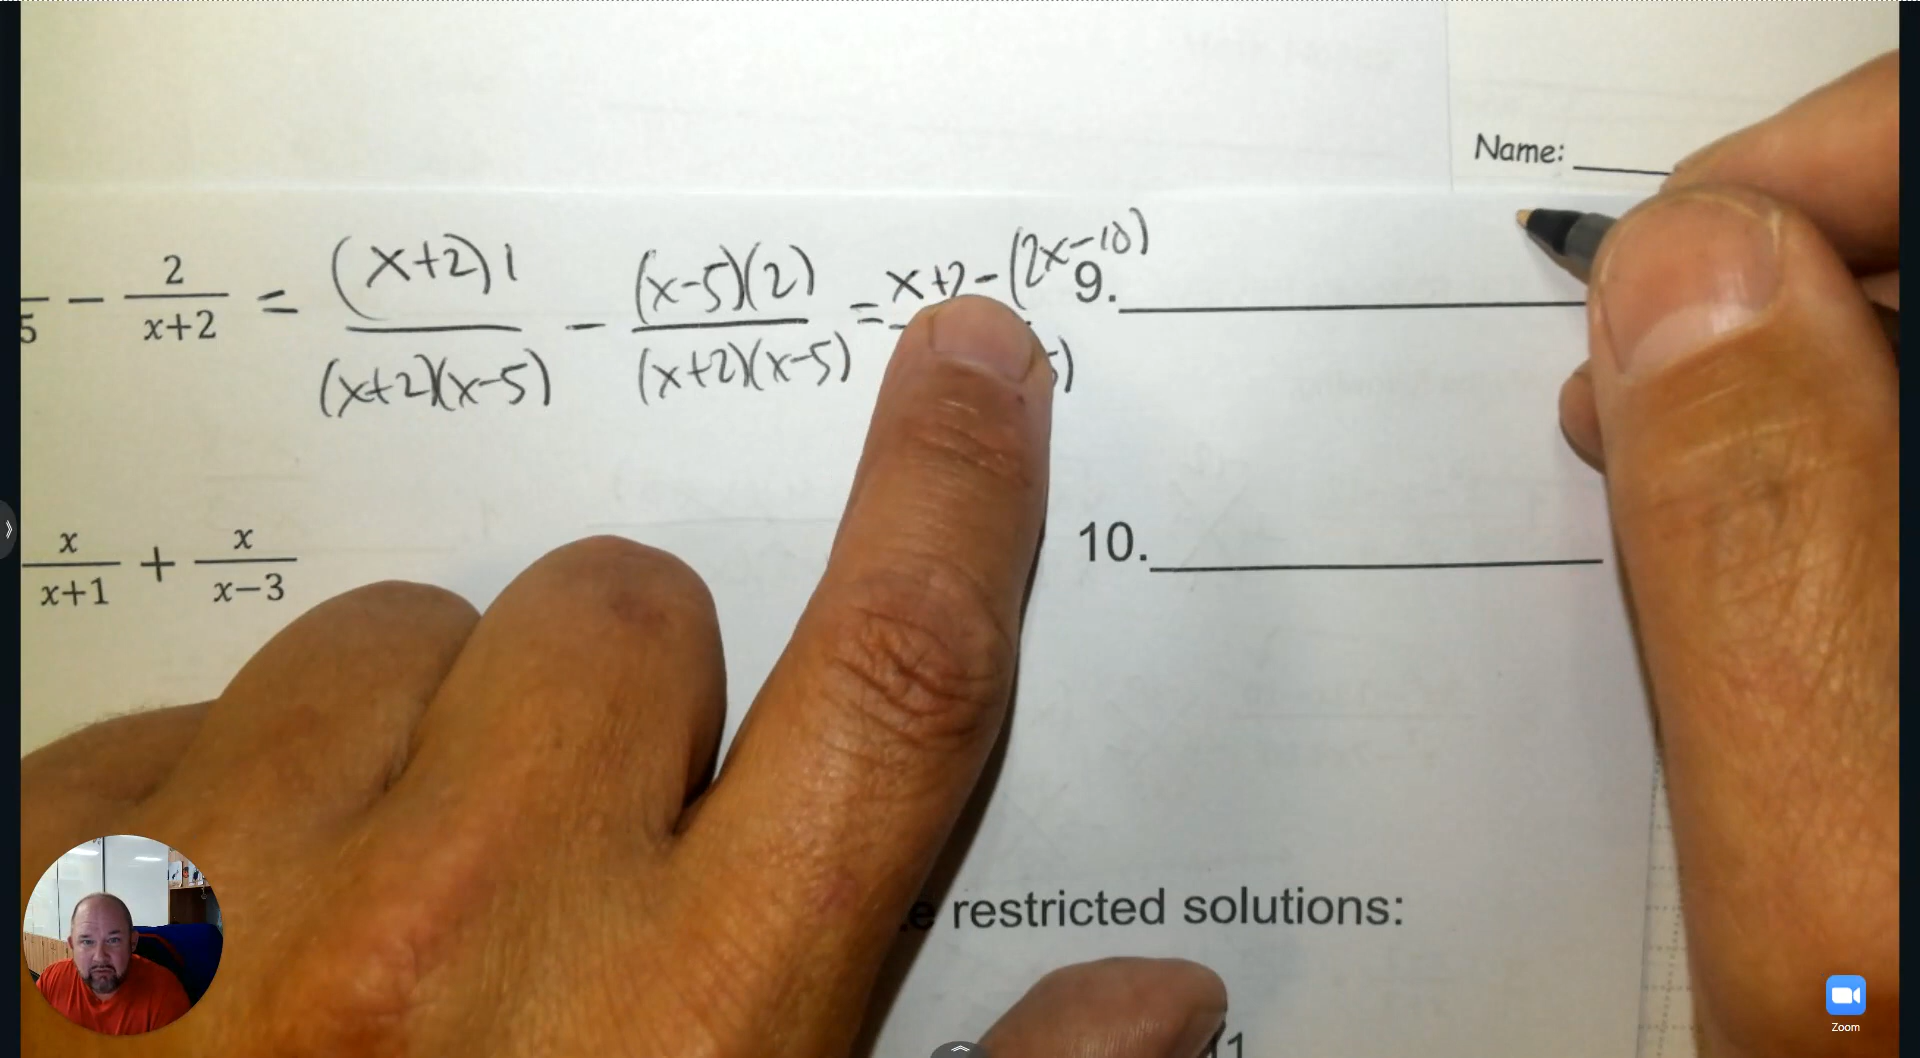 Name:
5 − 2/(x+2) = (x+2)1/((x+2)(x-5)) − (x-5)(2)/((x+2)(x-5)) = x+2-(2x-10) 9.
x/(x+1) + x/(x−3) 10.
restricted solutions:
Zoom